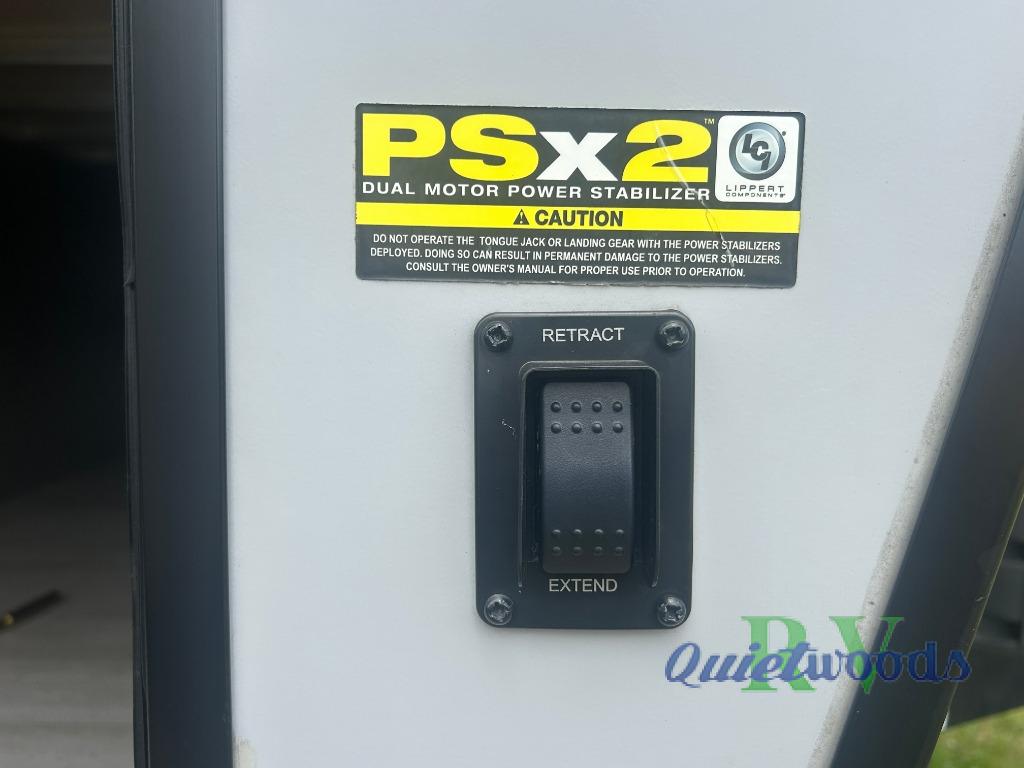 PSx2™
LCI
LIPPERT
COMPONENTS®
DUAL MOTOR POWER STABILIZER
⚠ CAUTION
DO NOT OPERATE THE TONGUE JACK OR LANDING GEAR WITH THE POWER STABILIZERS
DEPLOYED. DOING SO CAN RESULT IN PERMANENT DAMAGE TO THE POWER STABILIZERS.
CONSULT THE OWNER'S MANUAL FOR PROPER USE PRIOR TO OPERATION.
RETRACT
EXTEND
RV
Quietwoods